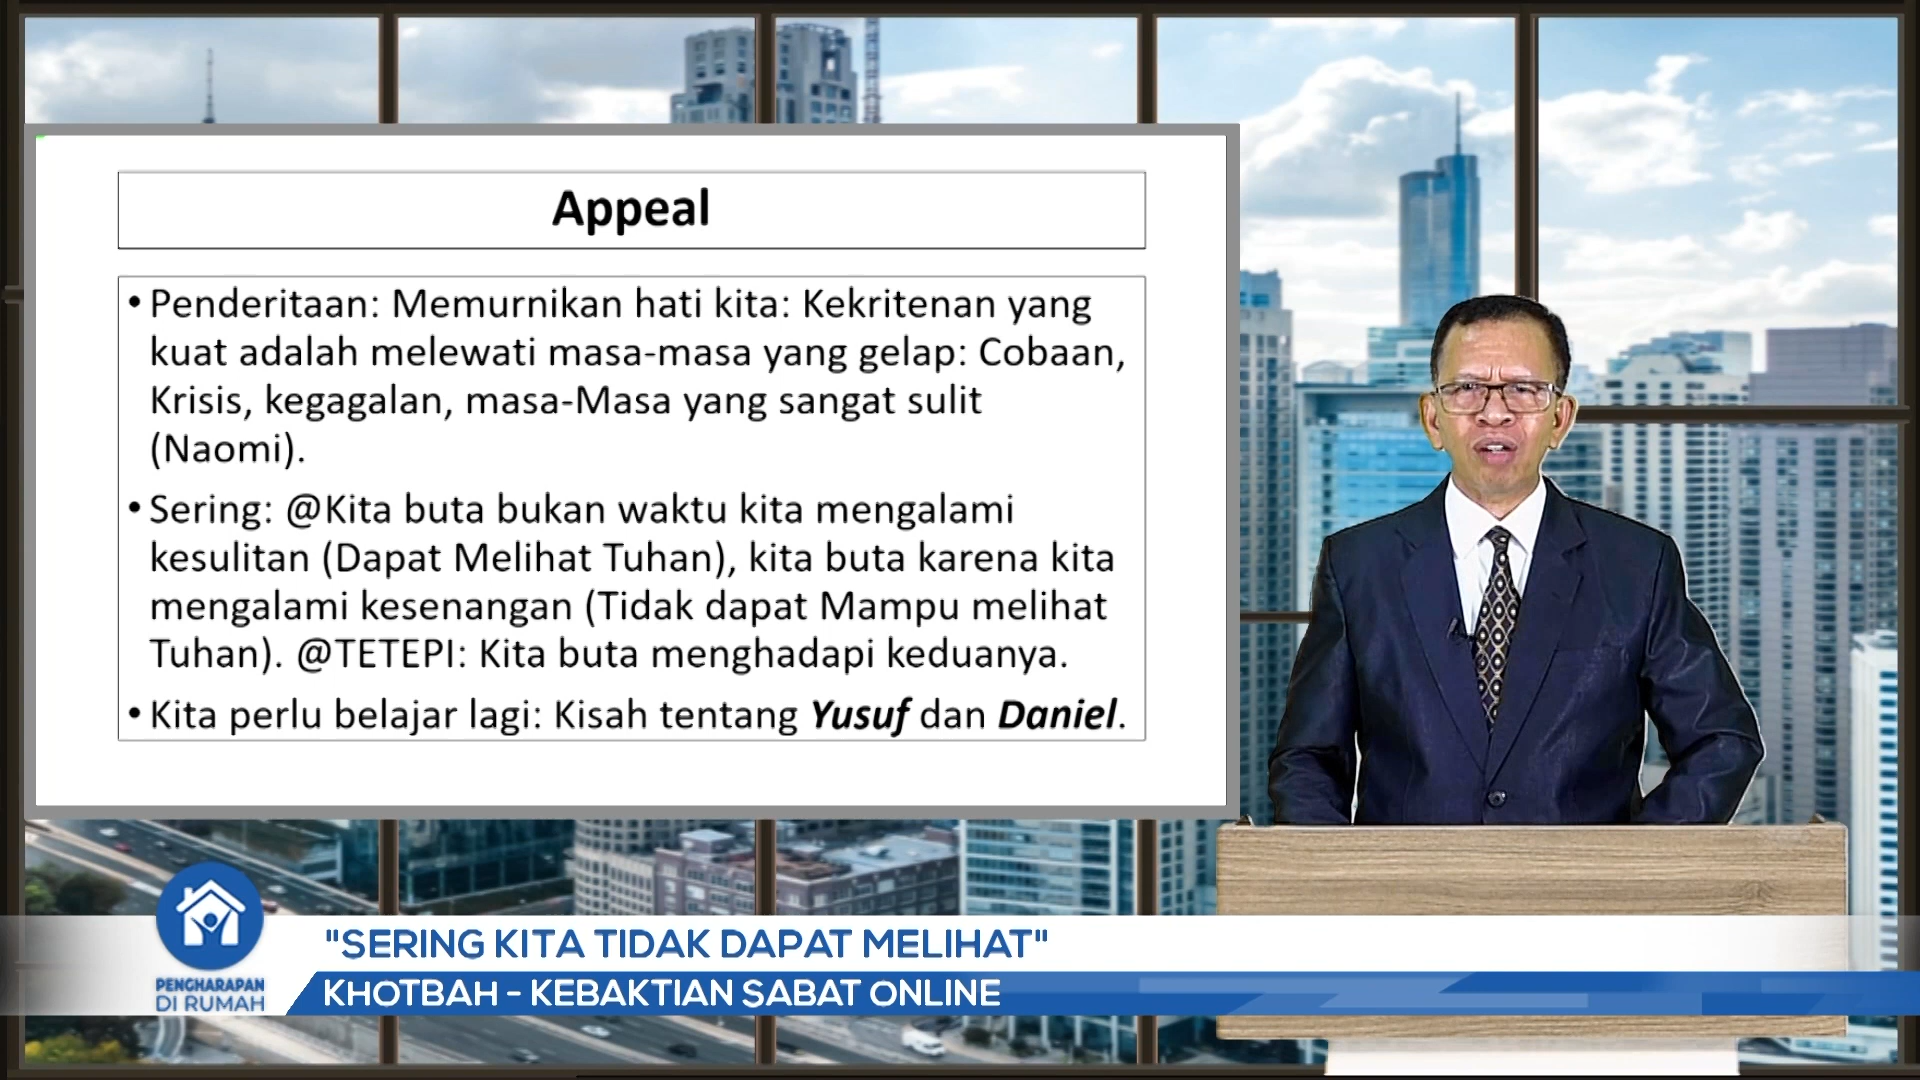 Appeal
• Penderitaan: Memurnikan hati kita: Kekritenan yang
kuat adalah melewati masa-masa yang gelap: Cobaan,
Krisis, kegagalan, masa-Masa yang sangat sulit
(Naomi).
• Sering: @Kita buta bukan waktu kita mengalami
kesulitan (Dapat Melihat Tuhan), kita buta karena kita
mengalami kesenangan (Tidak dapat Mampu melihat
Tuhan). @TETEPI: Kita buta menghadapi keduanya.
• Kita perlu belajar lagi: Kisah tentang Yusuf dan Daniel.
"SERING KITA TIDAK DAPAT MELIHAT"
KHOTBAH - KEBAKTIAN SABAT ONLINE
PENGHARAPAN
DI RUMAH